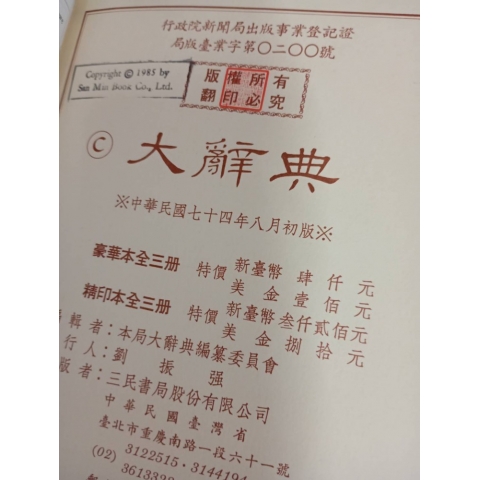 行政院新聞局出版事業登記證
局版臺業字第〇二〇〇號
Copyright © 1985 by
San Min Book Co., Ltd.
版權所有
翻印必究
© 大辭典
※中華民國七十四年八月初版※
豪華本全三册 特價 新臺幣 肆仟元
美金壹佰元
精印本全三册 特價 新臺幣叁仟貳佰元
美金捌拾元
輯者：本局大辭典編纂委員會
行人：劉振强
版者：三民書局股份有限公司
中華民國臺灣省
臺北市重慶南路一段六十一號
(02) 3122515·3144194
361333